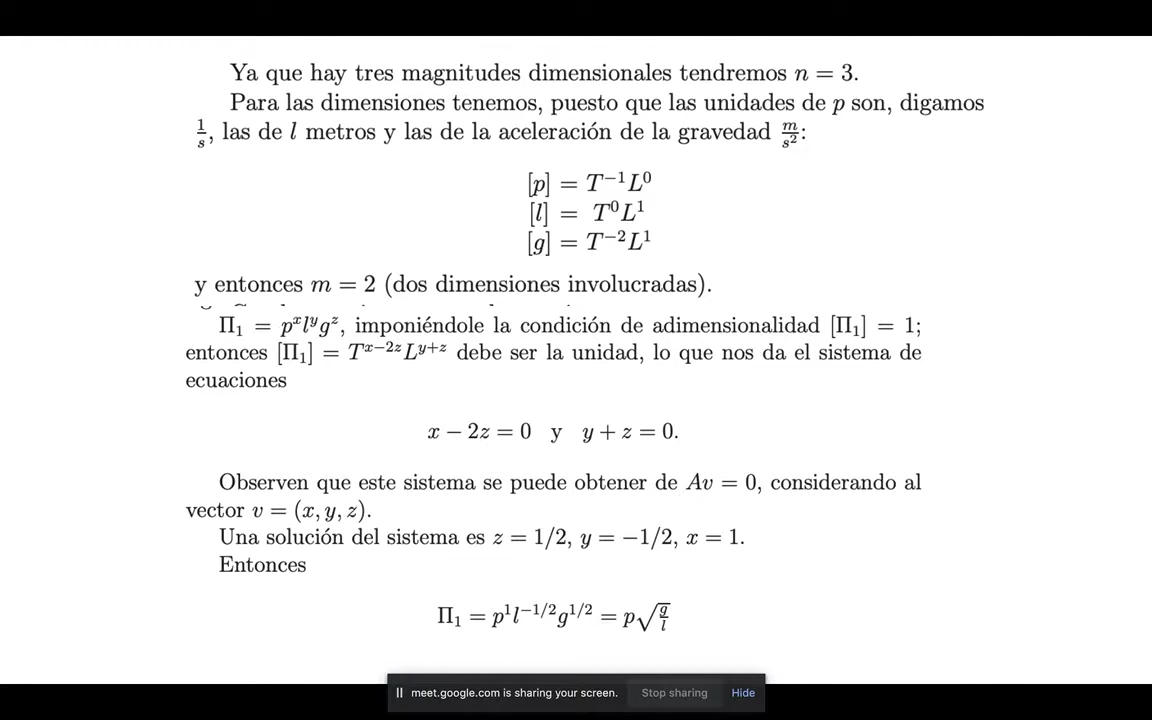 Ya que hay tres magnitudes dimensionales tendremos n = 3.
Para las dimensiones tenemos, puesto que las unidades de p son, digamos
1/s, las de l metros y las de la aceleración de la gravedad m/s²:
[p] = T⁻¹L⁰
[l] = T⁰L¹
[g] = T⁻²L¹
y entonces m = 2 (dos dimensiones involucradas).
Π₁ = pˣlʸgᶻ, imponiéndole la condición de adimensionalidad [Π₁] = 1;
entonces [Π₁] = Tˣ⁻²ᶻLʸ⁺ᶻ debe ser la unidad, lo que nos da el sistema de
ecuaciones
x − 2z = 0 y y + z = 0.
Observen que este sistema se puede obtener de Av = 0, considerando al
vector v = (x, y, z).
Una solución del sistema es z = 1/2, y = −1/2, x = 1.
Entonces
Π₁ = p¹l^(−1/2)g^(1/2) = p√(g/l)
meet.google.com is sharing your screen. Stop sharing Hide